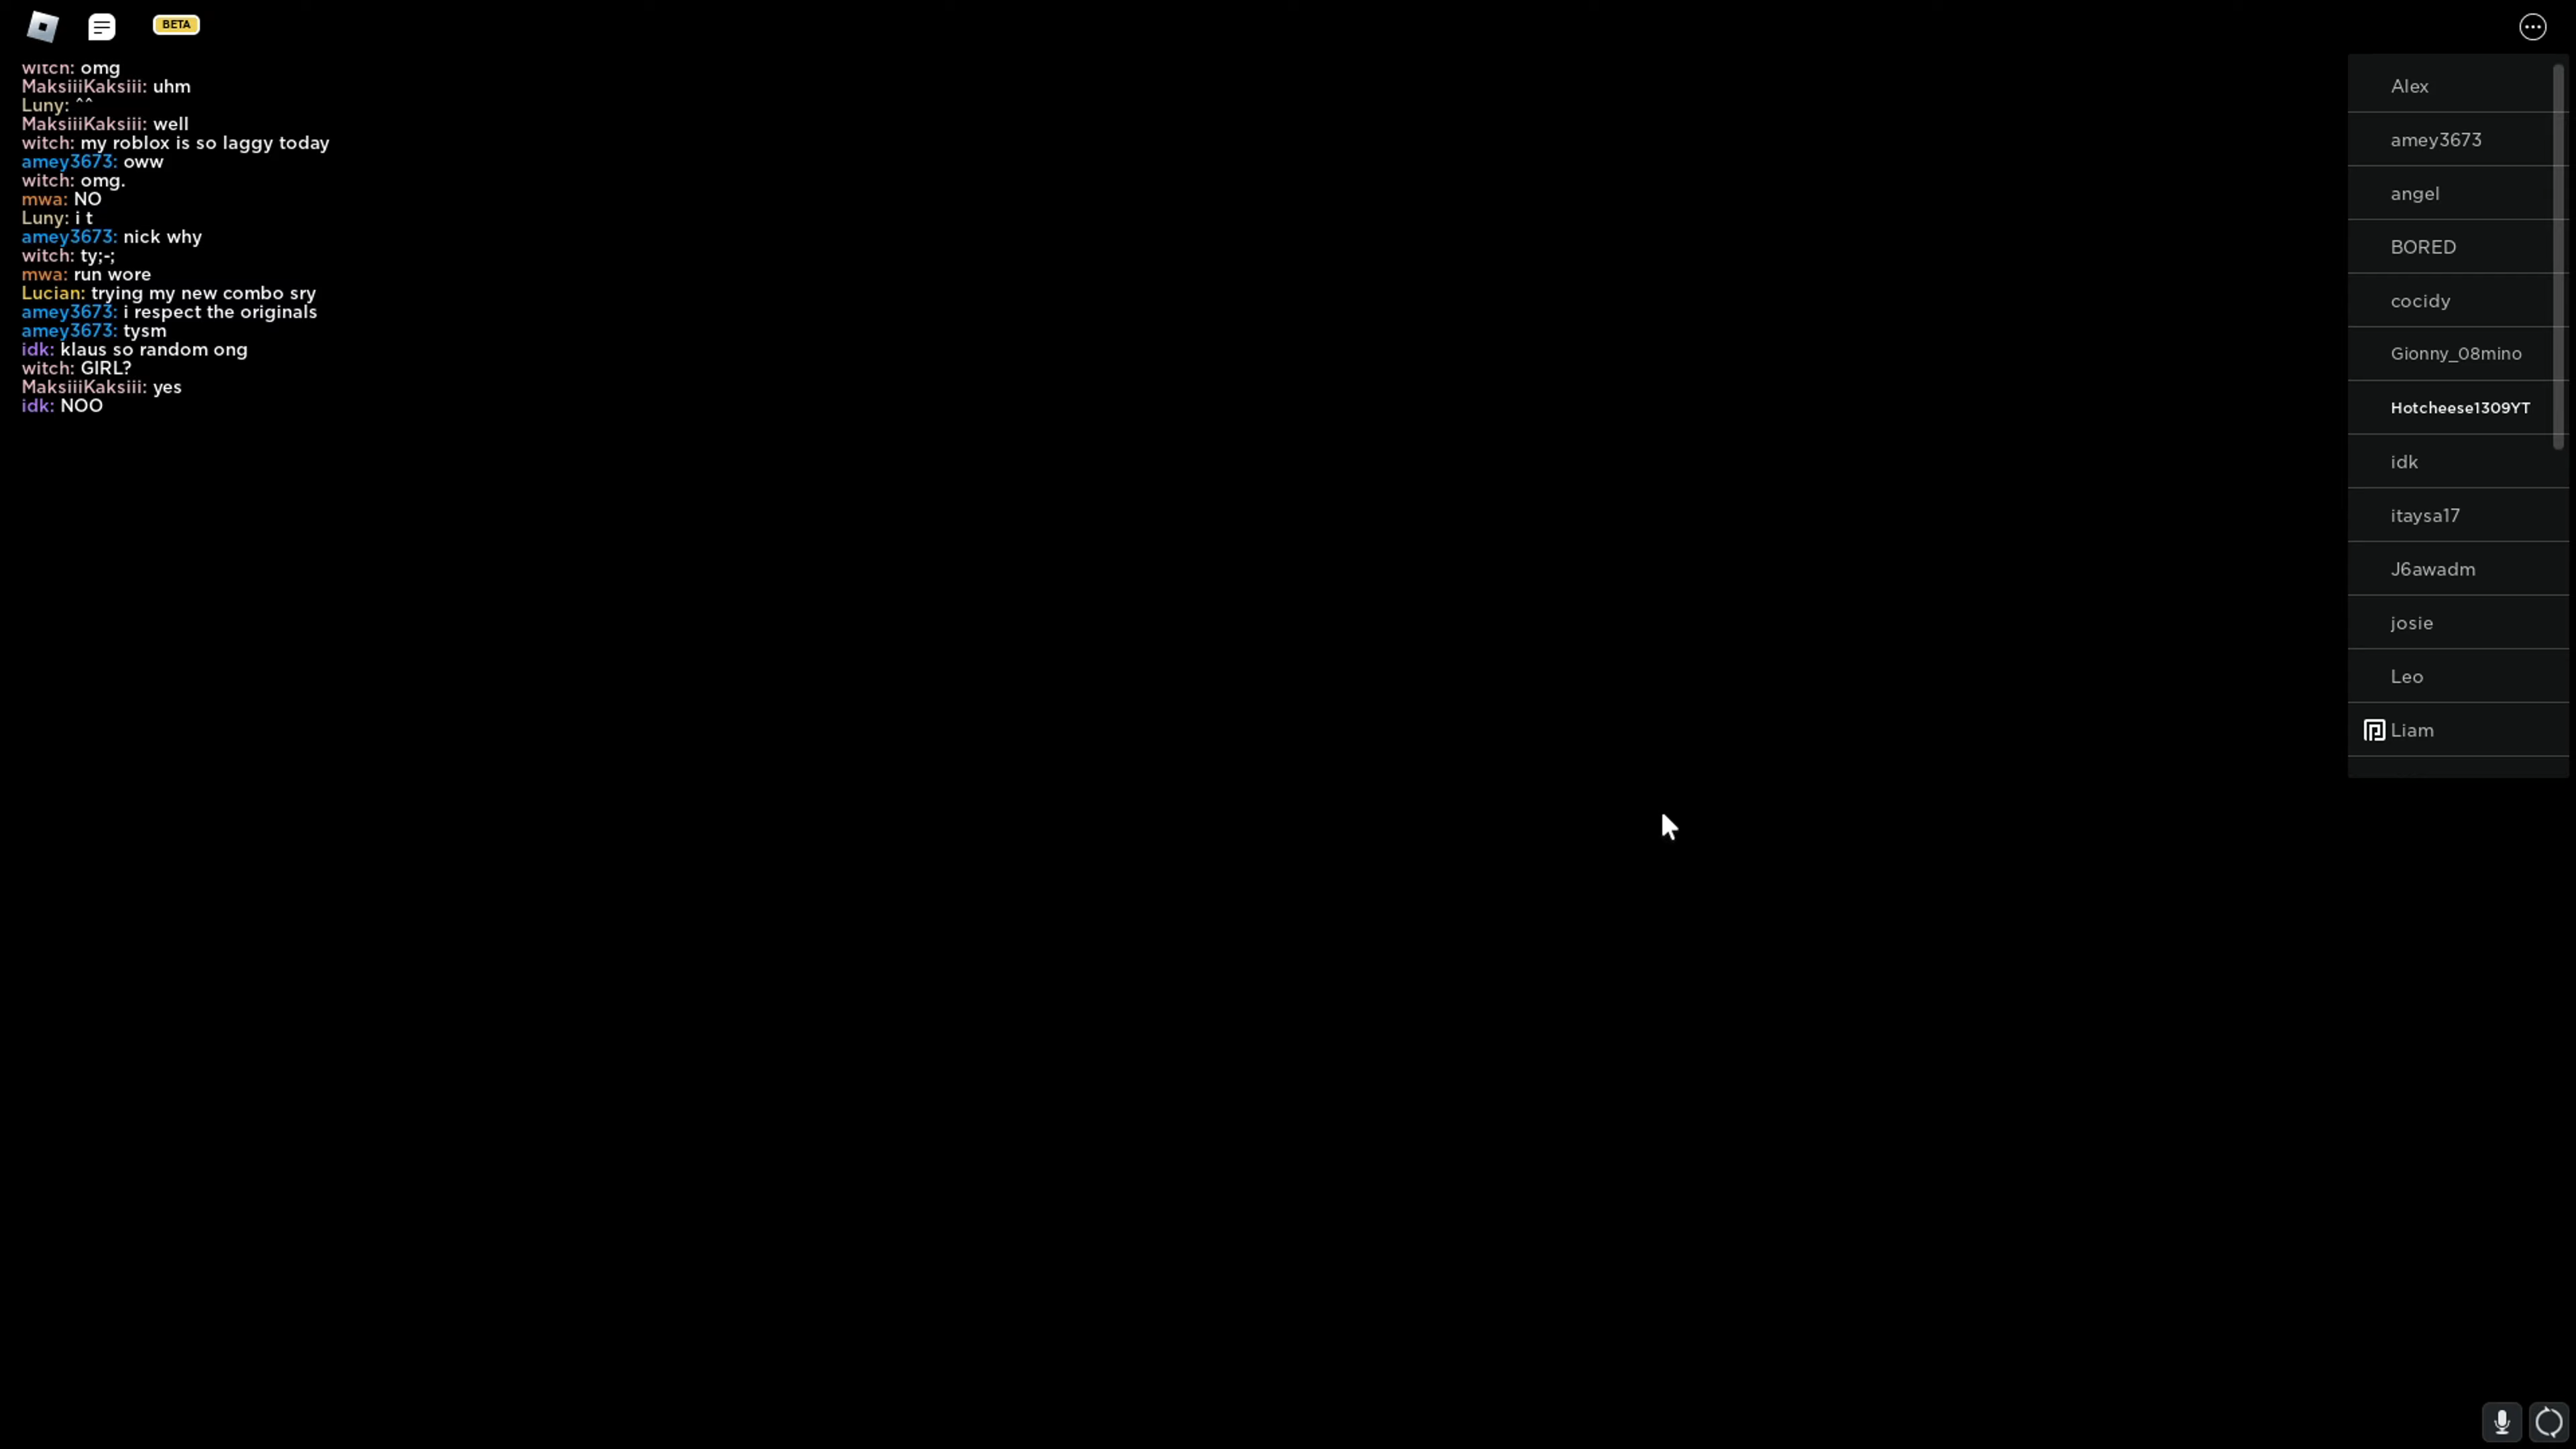 BETA
witch: omg
MaksiiiKaksiii: uhm
Luny: ^^
MaksiiiKaksiii: well
witch: my roblox is so laggy today
amey3673: oww
witch: omg.
mwa: NO
Luny: i t
amey3673: nick why
witch: ty;-;
mwa: run wore
Lucian: trying my new combo sry
amey3673: i respect the originals
amey3673: tysm
idk: klaus so random ong
witch: GIRL?
MaksiiiKaksiii: yes
idk: NOO
Alex
amey3673
angel
BORED
cocidy
Gionny_08mino
Hotcheese1309YT
idk
itaysa17
J6awadm
josie
Leo
Liam